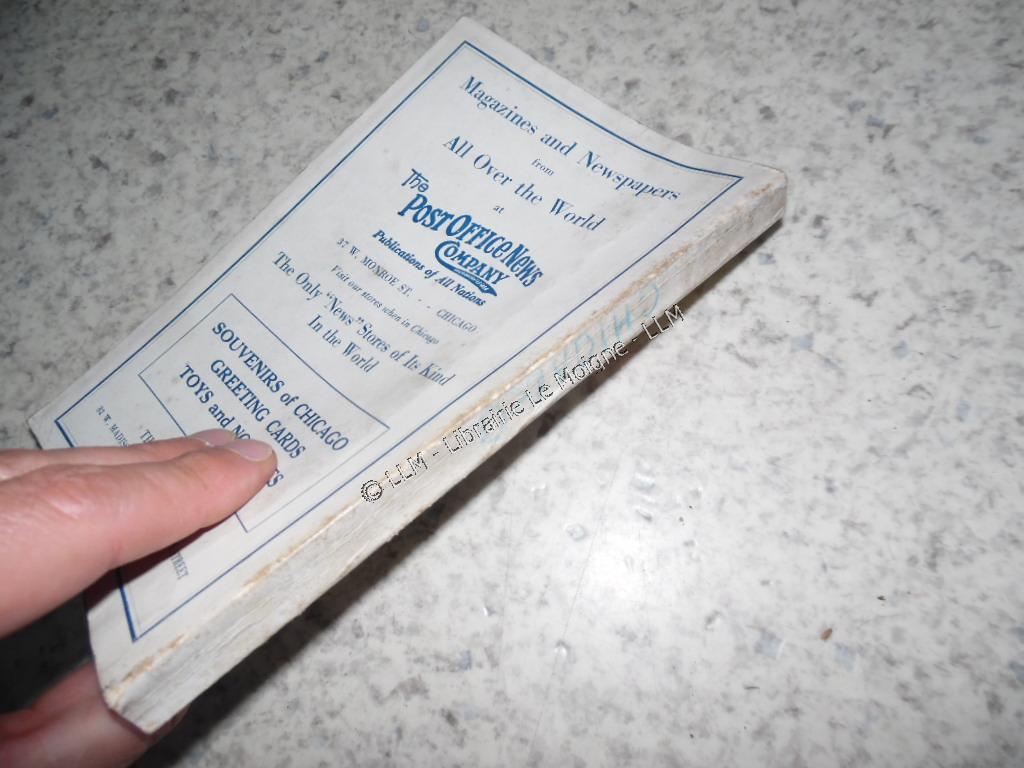 Magazines and Newspapers
from
All Over the World
at
The
POST OFFICE NEWS
COMPANY
Publications of All Nations
37 W. MONROE ST. . . CHICAGO
Visit our stores when in Chicago
The Only "News" Stores of Its Kind
In the World
SOUVENIRS of CHICAGO
GREETING CARDS
TOYS and
© LLM - Librairie Le Moigne - LLM